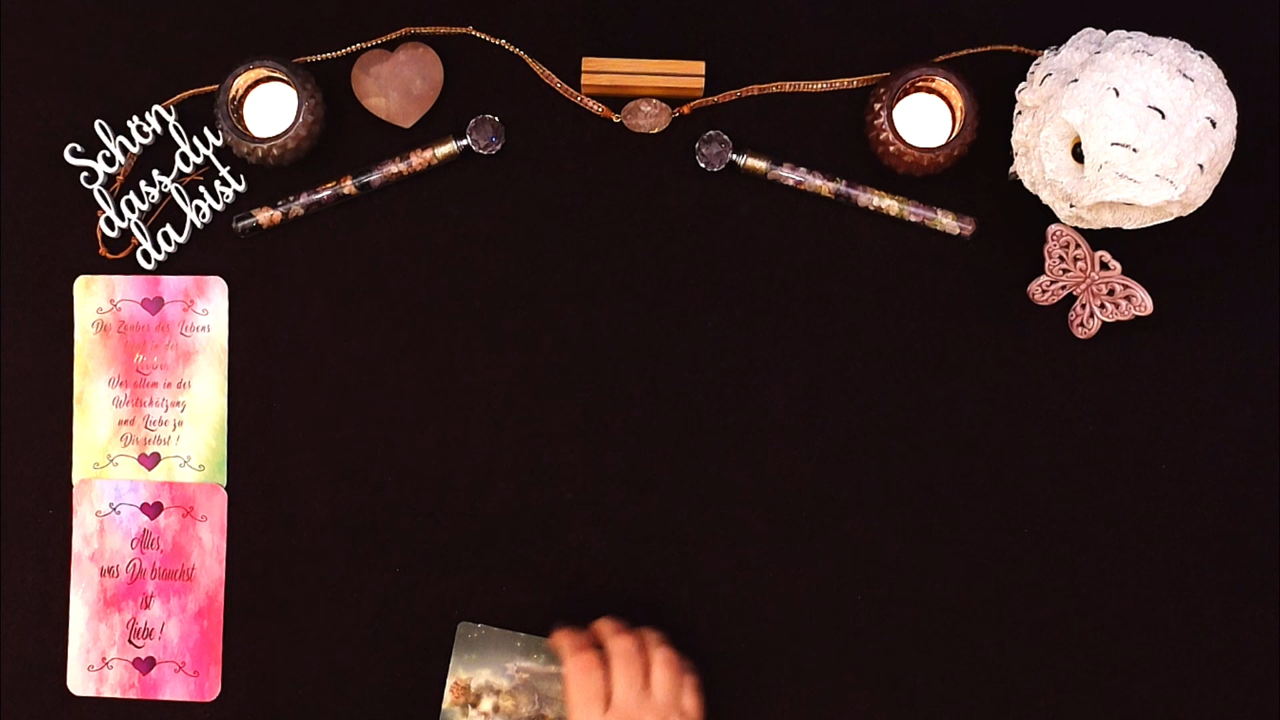 Schön
dass du
da bist
Der Zauber des Lebens
liegt in der
Liebe.
Vor allem in der
Wertschätzung
und Liebe zu
Dir selbst !
Alles,
was Du brauchst
ist
Liebe !